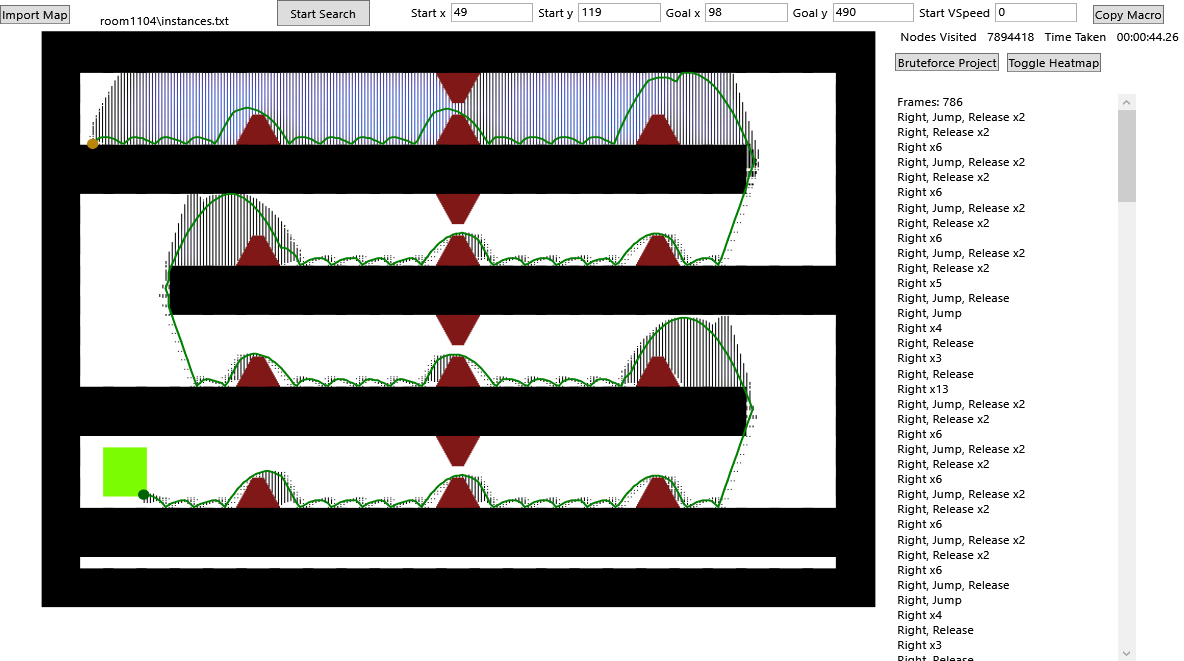 Import Map
room1104\instances.txt
Start Search
Start x 49 Start y 119 Goal x 98 Goal y 490 Start VSpeed 0
Copy Macro
Nodes Visited 7894418 Time Taken 00:00:44.26
Bruteforce Project Toggle Heatmap
Frames: 786
Right, Jump, Release x2
Right, Release x2
Right x6
Right, Jump, Release x2
Right, Release x2
Right x6
Right, Jump, Release x2
Right, Release x2
Right x6
Right, Jump, Release x2
Right, Release x2
Right x5
Right, Jump, Release
Right, Jump
Right x4
Right, Release
Right x3
Right, Release
Right x13
Right, Jump, Release x2
Right, Release x2
Right x6
Right, Jump, Release x2
Right, Release x2
Right x6
Right, Jump, Release x2
Right, Release x2
Right x6
Right, Jump, Release x2
Right, Release x2
Right x6
Right, Jump, Release
Right, Jump
Right x4
Right, Release
Right x3
Right, Release